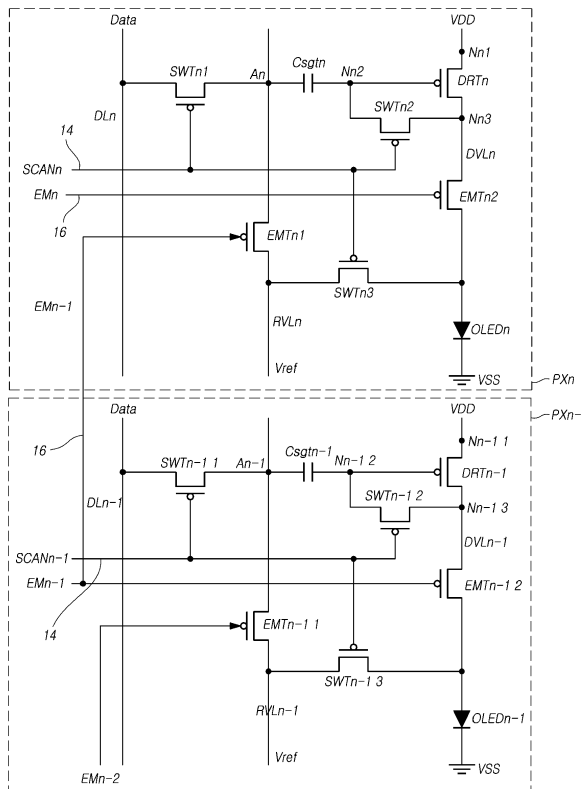 Data
VDD
Nn1
SWTn1
An
Csgtn
Nn2
DRTn
SWTn2
DLn
Nn3
14
DVLn
SCANn
EMn
EMTn2
16
EMTn1
SWTn3
EMn-1
RVLn
OLEDn
Vref
VSS
PXn
Data
VDD
PXn-
16
Nn-1 1
SWTn-1 1
An-1
Csgtn-1
Nn-1 2
DRTn-1
SWTn-1 2
DLn-1
Nn-1 3
DVLn-1
SCANn-1
EMn-1
EMTn-1 2
14
EMTn-1 1
SWTn-1 3
RVLn-1
OLEDn-1
Vref
VSS
EMn-2